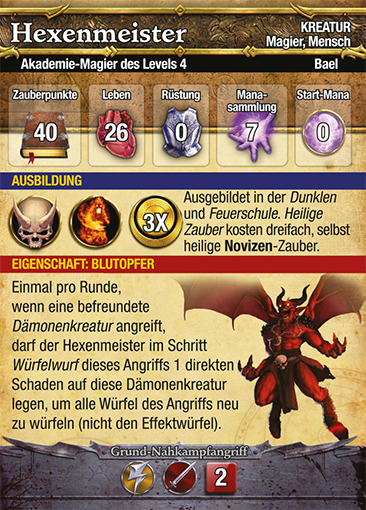 Hexenmeister
KREATUR
Magier, Mensch
Akademie-Magier des Levels 4
Bael
Zauberpunkte
Leben
Rüstung
Mana-
sammlung
Start-Mana
40
26
0
7
0
AUSBILDUNG
3X
Ausgebildet in der Dunklen
und Feuerschule. Heilige
Zauber kosten dreifach, selbst
heilige Novizen-Zauber.
EIGENSCHAFT: BLUTOPFER
Einmal pro Runde,
wenn eine befreundete
Dämonenkreatur angreift,
darf der Hexenmeister im Schritt
Würfelwurf dieses Angriffs 1 direkten
Schaden auf diese Dämonenkreatur
legen, um alle Würfel des Angriffs neu
zu würfeln (nicht den Effektwürfel).
Grund-Nahkampfangriff
2